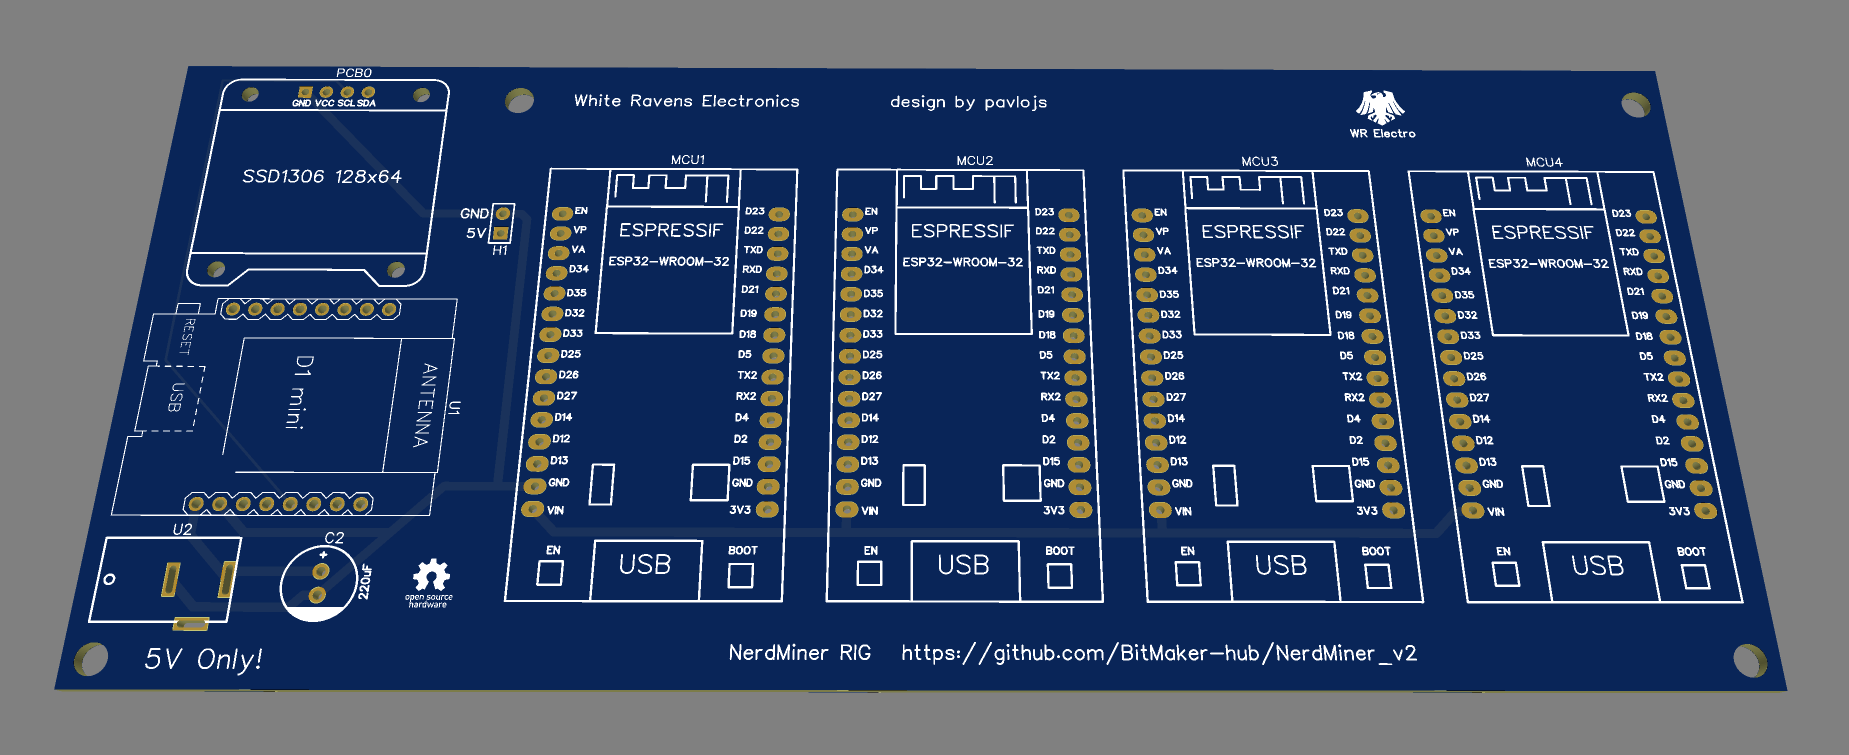 PCB0
GND VCC SCL SDA
SSD1306 128x64
White Ravens Electronics
design by pavlojs
WR Electro
GND
5V
H1
RESET
USB
D1 mini
ANTENNA
U1
U2
C2
+
220uF
open source
hardware
5V Only!
MCU1
ESPRESSIF
ESP32-WROOM-32
EN
VP
VA
D34
D35
D32
D33
D25
D26
D27
D14
D12
D13
GND
VIN
D23
D22
TXD
RXD
D21
D19
D18
D5
TX2
RX2
D4
D2
D15
GND
3V3
EN
USB
BOOT
MCU2
ESPRESSIF
ESP32-WROOM-32
EN
VP
VA
D34
D35
D32
D33
D25
D26
D27
D14
D12
D13
GND
VIN
D23
D22
TXD
RXD
D21
D19
D18
D5
TX2
RX2
D4
D2
D15
GND
3V3
EN
USB
BOOT
MCU3
ESPRESSIF
ESP32-WROOM-32
EN
VP
VA
D34
D35
D32
D33
D25
D26
D27
D14
D12
D13
GND
VIN
D23
D22
TXD
RXD
D21
D19
D18
D5
TX2
RX2
D4
D2
D15
GND
3V3
EN
USB
BOOT
MCU4
ESPRESSIF
ESP32-WROOM-32
EN
VP
VA
D34
D35
D32
D33
D25
D26
D27
D14
D12
D13
GND
VIN
D23
D22
TXD
RXD
D21
D19
D18
D5
TX2
RX2
D4
D2
D15
GND
3V3
EN
USB
BOOT
NerdMiner RIG https://github.com/BitMaker-hub/NerdMiner_v2